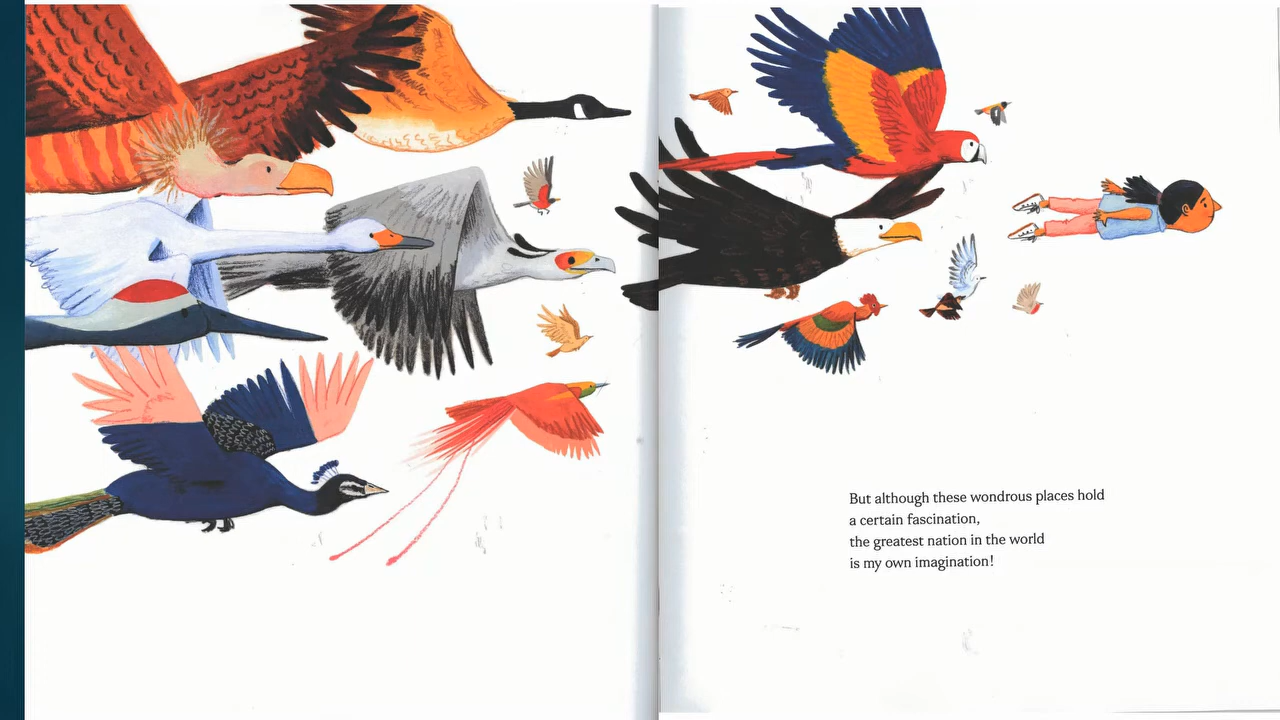 But although these wondrous places hold
a certain fascination,
the greatest nation in the world
is my own imagination!